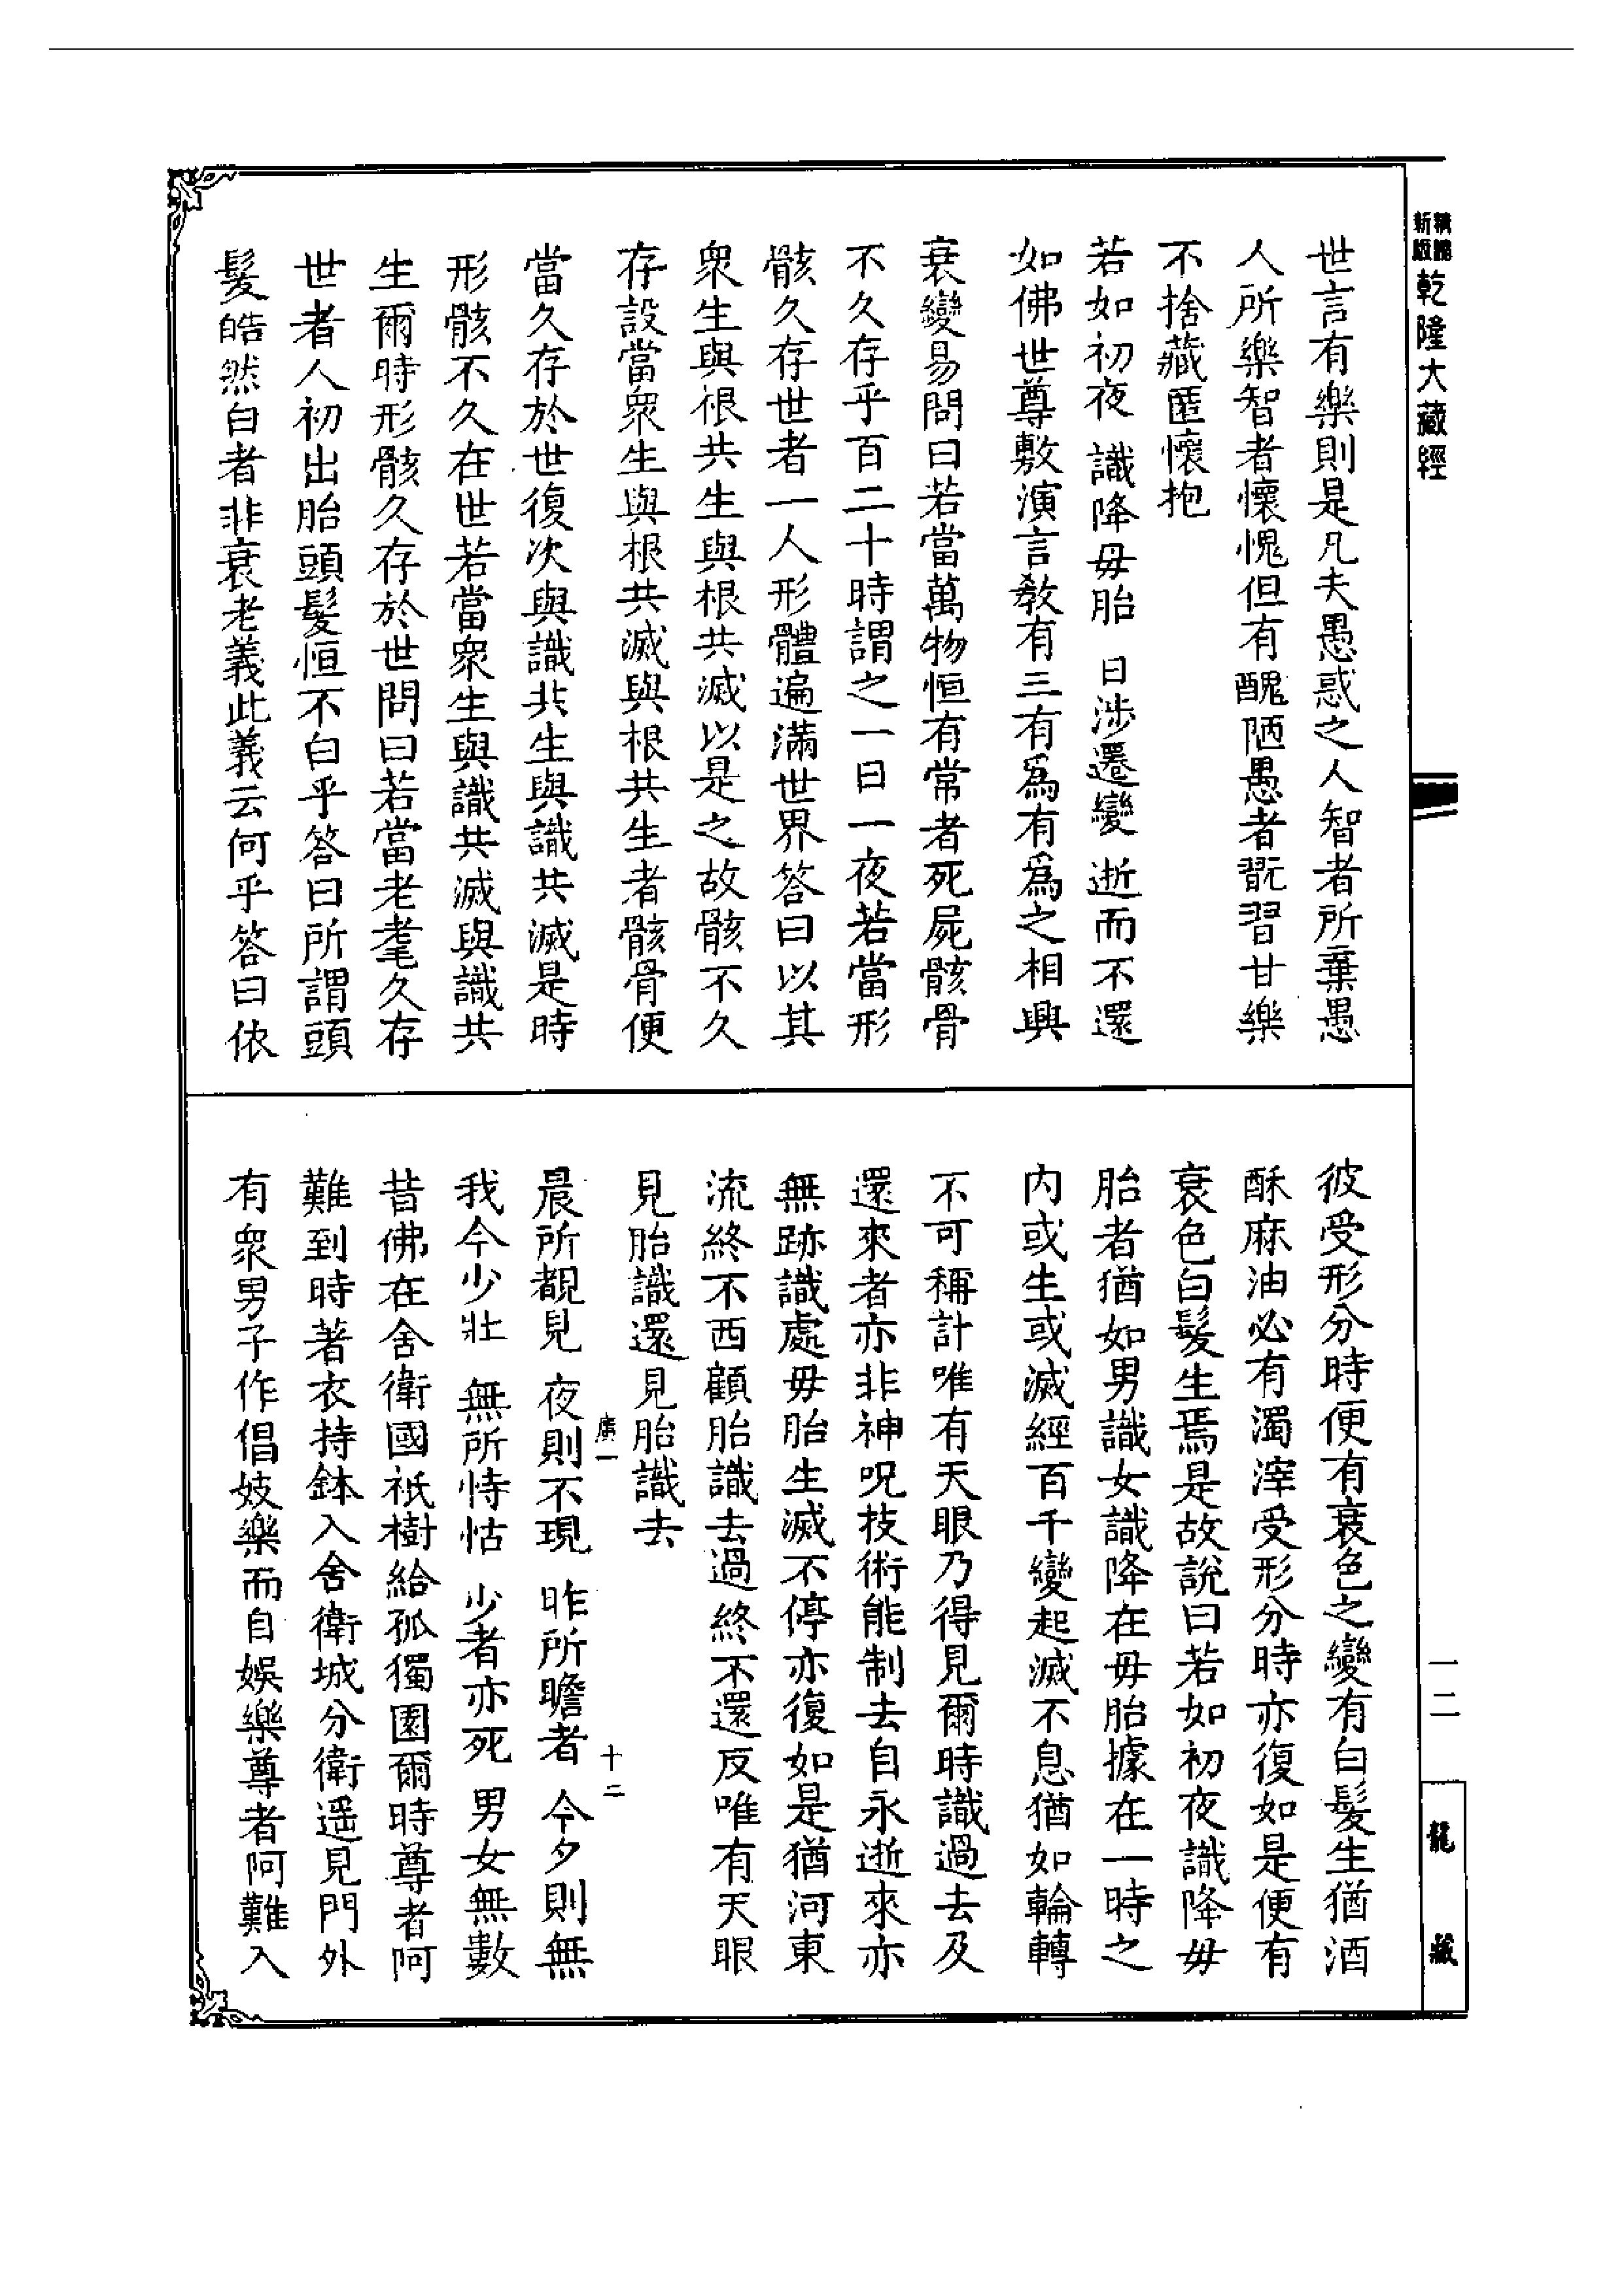 新精
版縮
乾隆大藏經
世言有樂則是凡夫愚惑之人智者所棄愚
人所樂智者懷愧但有醜陋愚者翫習甘樂
不捨藏匿懷抱
若如初夜 識降毋胎 日涉遷變 逝而不還
如佛世尊敷演言教有三有爲有爲之相興
衰變易問曰若當萬物恒有常者死屍骸骨
不久存乎百二十時謂之一日一夜若當形
骸久存世者一人形體遍滿世界答曰以其
衆生與根共生與根共滅以是之故骸不久
存設當衆生與根共滅與根共生者骸骨便
當久存於世復次與識共生與識共滅是時
形骸不久在世若當衆生與識共滅與識共
生爾時形骸久存於世問曰若當老耄久存
世者人初出胎頭髮恒不白乎答曰所謂頭
髮皓然白者非衰老義此義云何乎答曰依
彼受形分時便有衰色之變有白髮生猶酒
酥麻油必有濁滓受形分時亦復如是便有
衰色白髮生焉是故說曰若如初夜識降毋
胎者猶如男識女識降在毋胎據在一時之
内或生或滅經百千變起滅不息猶如輪轉
不可稱計唯有天眼乃得見爾時識過去及
還來者亦非神呪技術能制去自永逝來亦
無跡識處毋胎生滅不停亦復如是猶河東
流終不西顧胎識去過終不還反唯有天眼
見胎識還見胎識去
廣一 十二
晨所覩見 夜則不現 昨所瞻者 今夕則無
我今少壯 無所恃怙 少者亦死 男女無數
昔佛在舍衛國祇樹給孤獨園爾時尊者阿
難到時著衣持鉢入舍衛城分衛遥見門外
有衆男子作倡妓樂而自娛樂尊者阿難入
一二
龍藏